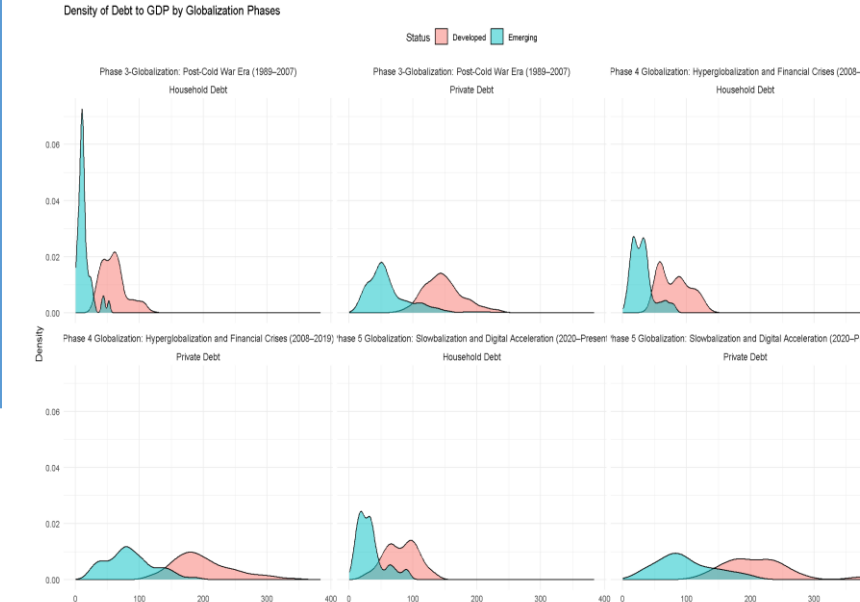 Density of Debt to GDP by Globalization Phases
Status Developed Emerging
Phase 3-Globalization: Post-Cold War Era (1989–2007)
Household Debt
Phase 3-Globalization: Post-Cold War Era (1989–2007)
Private Debt
Phase 4 Globalization: Hyperglobalization and Financial Crises (2008–
Household Debt
0.06
0.04
0.02
0.00
Density
Phase 4 Globalization: Hyperglobalization and Financial Crises (2008–2019)
Private Debt
hase 5 Globalization: Slowbalization and Digital Acceleration (2020–Present
Household Debt
hase 5 Globalization: Slowbalization and Digital Acceleration (2020–P
Private Debt
0.06
0.04
0.02
0.00
0 100 200 300 400
0 100 200 300 400
0 100 200 300